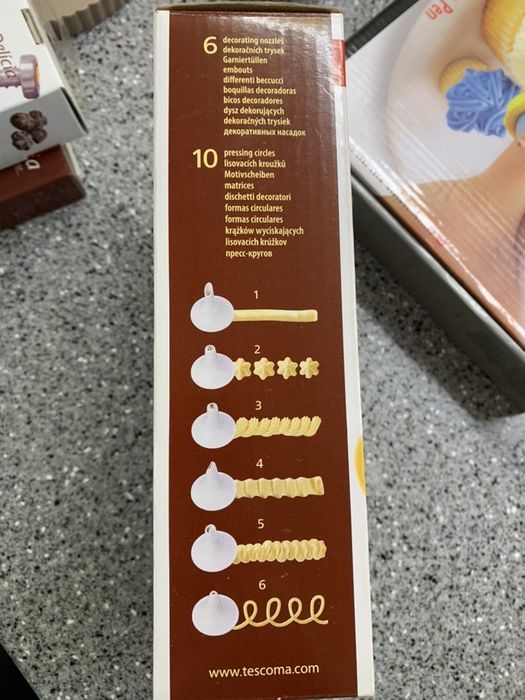 6 decorating nozzles
dekoračních trysek
Garniertüllen
embouts
differenti beccucci
boquillas decoradoras
bicos decoradores
dysz dekorujących
dekoračných trysiek
декоративных насадок
10 pressing circles
lisovacích kroužků
Motivscheiben
matrices
dischetti decoratori
formas circulares
formas circulares
krążków wyciskających
lisovacích krúžkov
пресс-кругов
1
2
3
4
5
6
www.tescoma.com
Delícia
Pen